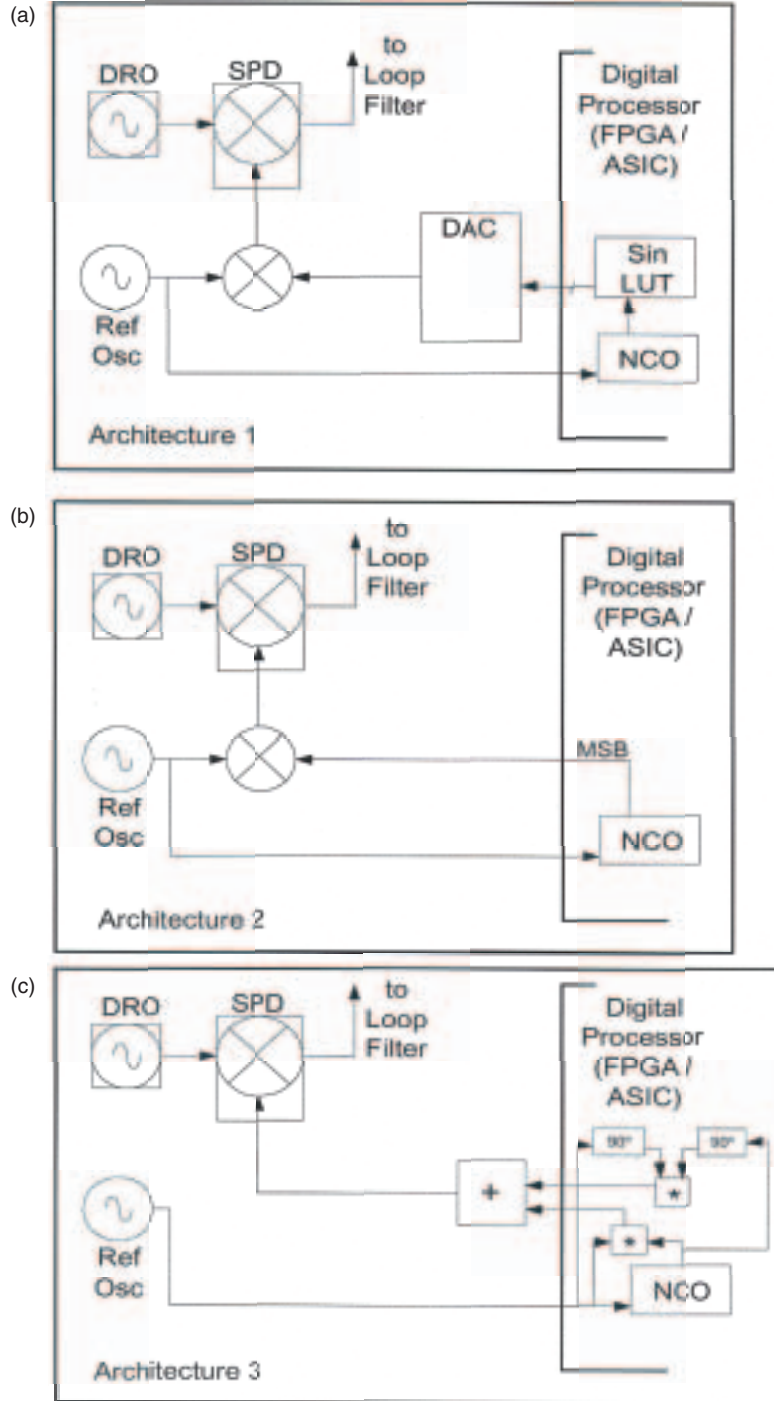 (a)
DRO
SPD
to
Loop
Filter
Digital
Processor
(FPGA /
ASIC)
DAC
Sin
LUT
NCO
Ref
Osc
Architecture 1
(b)
DRO
SPD
to
Loop
Filter
Digital
Processor
(FPGA /
ASIC)
MSB
NCO
Ref
Osc
Architecture 2
(c)
DRO
SPD
to
Loop
Filter
Digital
Processor
(FPGA /
ASIC)
90°
90°
+
*
*
NCO
Ref
Osc
Architecture 3